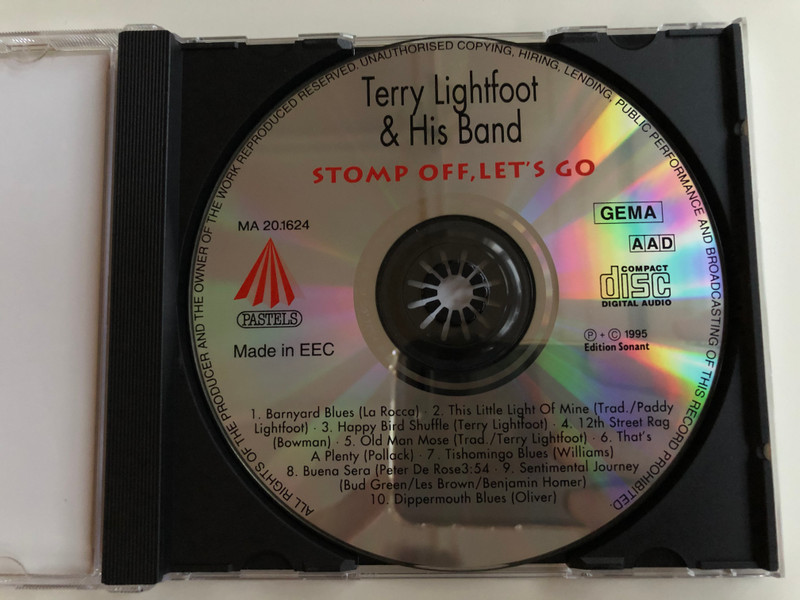 ALL RIGHTS OF THE PRODUCER AND THE OWNER OF THE WORK REPRODUCED RESERVED. UNAUTHORISED COPYING, HIRING, LENDING, PUBLIC PERFORMANCE AND BROADCASTING OF THIS RECORD PROHIBITED.
Terry Lightfoot
& His Band
STOMP OFF, LET'S GO
MA 20.1624
PASTELS
Made in EEC
GEMA
AAD
COMPACT
disc
DIGITAL AUDIO
Ⓟ + © 1995
Edition Sonant
1. Barnyard Blues (La Rocca) · 2. This Little Light Of Mine (Trad./Paddy
Lightfoot) · 3. Happy Bird Shuffle (Terry Lightfoot) · 4. 12th Street Rag
(Bowman) · 5. Old Man Mose (Trad./Terry Lightfoot) · 6. That's
A Plenty (Pollack) · 7. Tishomingo Blues (Williams)
8. Buena Sera (Peter De Rose3:54 · 9. Sentimental Journey
(Bud Green/Les Brown/Benjamin Homer)
10. Dippermouth Blues (Oliver)